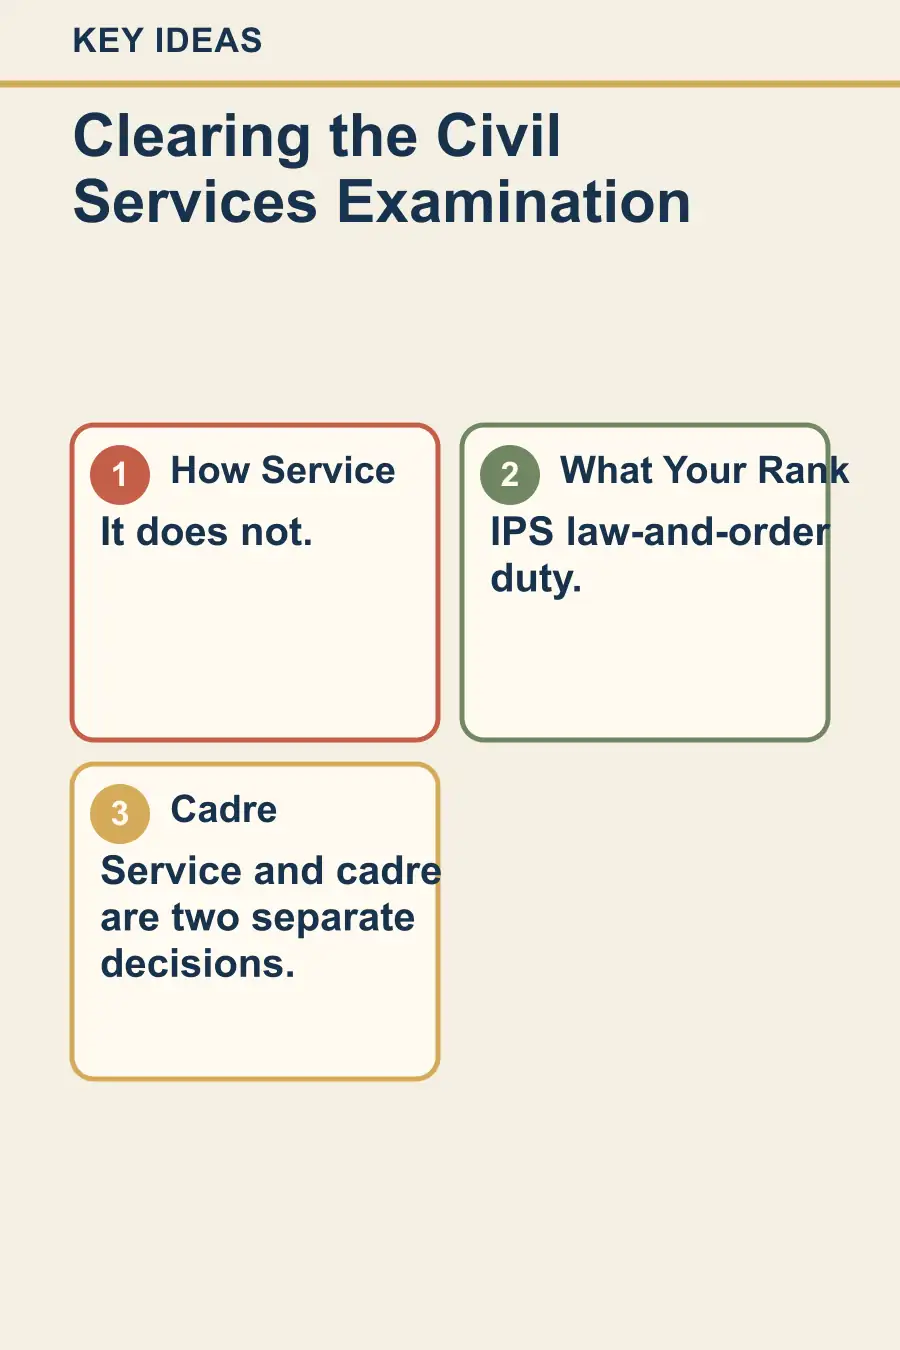 KEY IDEAS
Clearing the Civil
Services Examination
1 How Service
It does not.
2 What Your Rank
IPS law-and-order
duty.
3 Cadre
Service and cadre
are two separate
decisions.